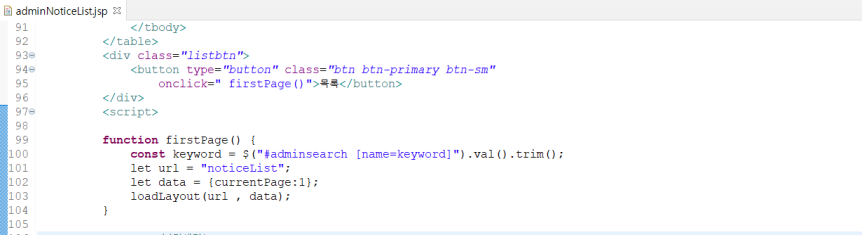 adminNoticeList.jsp
91 </tbody>
92 </table>
93 <div class="listbtn">
94 <button type="button" class="btn btn-primary btn-sm"
95 onclick=" firstPage()">목록</button>
96 </div>
97 <script>
98
99 function firstPage() {
100 const keyword = $("#adminsearch [name=keyword]").val().trim();
101 let url = "noticeList";
102 let data = {currentPage:1};
103 loadLayout(url , data);
104 }
105